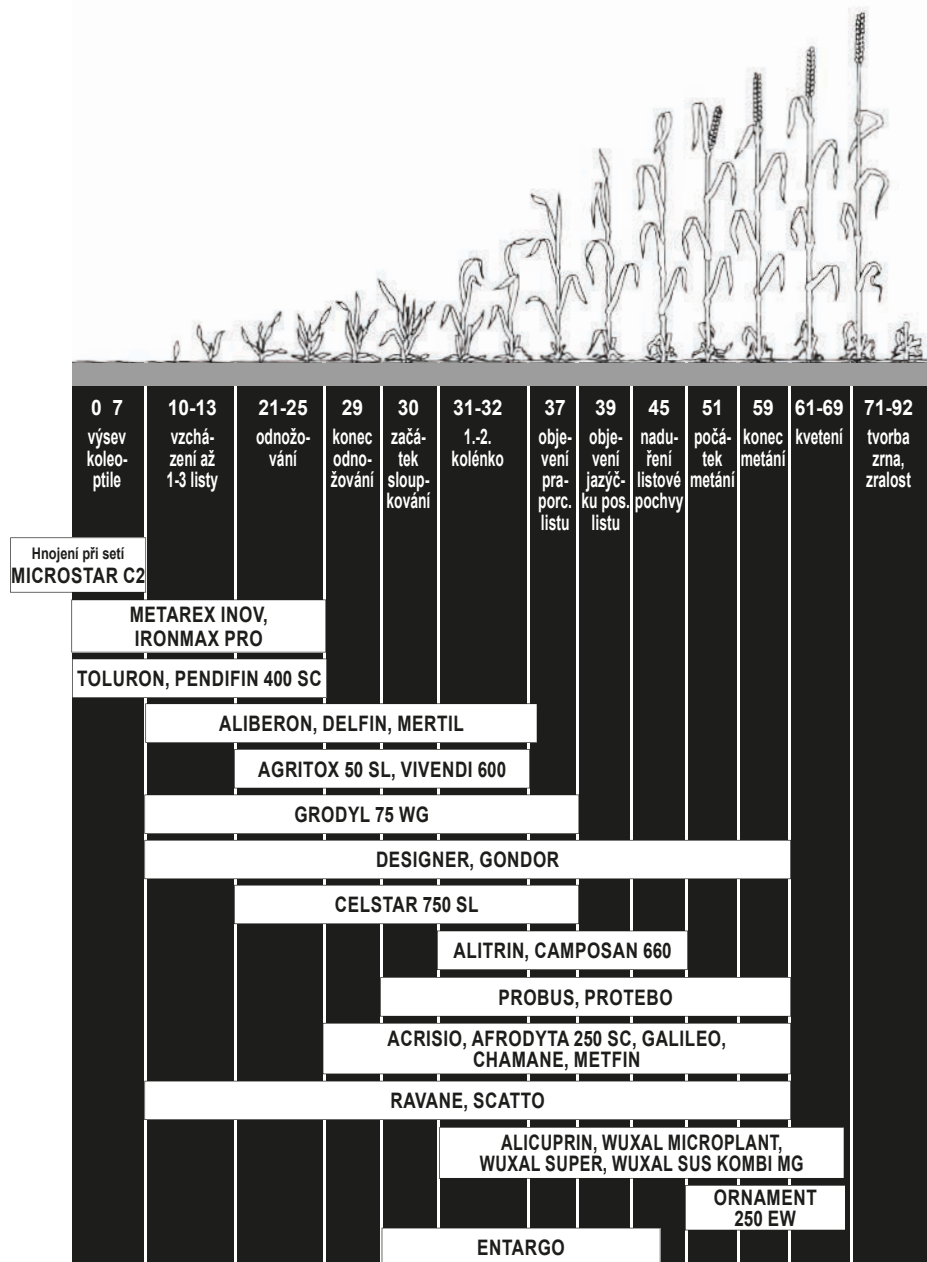 0 7
výsev
koleo-
ptile
10-13
vzchá-
zení až
1-3 listy
21-25
odnožo-
vání
29
konec
odno-
žování
30
začá-
tek
sloup-
kování
31-32
1.-2.
kolénko
37
obje-
vení
pra-
porc.
listu
39
obje-
vení
jazýč-
ku pos.
listu
45
nadu-
ření
listové
pochvy
51
počá-
tek
metání
59
konec
metání
61-69
kvetení
71-92
tvorba
zrna,
zralost
Hnojení při setí
MICROSTAR C2
METAREX INOV,
IRONMAX PRO
TOLURON, PENDIFIN 400 SC
ALIBERON, DELFIN, MERTIL
AGRITOX 50 SL, VIVENDI 600
GRODYL 75 WG
DESIGNER, GONDOR
CELSTAR 750 SL
ALITRIN, CAMPOSAN 660
PROBUS, PROTEBO
ACRISIO, AFRODYTA 250 SC, GALILEO,
CHAMANE, METFIN
RAVANE, SCATTO
ALICUPRIN, WUXAL MICROPLANT,
WUXAL SUPER, WUXAL SUS KOMBI MG
ORNAMENT
250 EW
ENTARGO